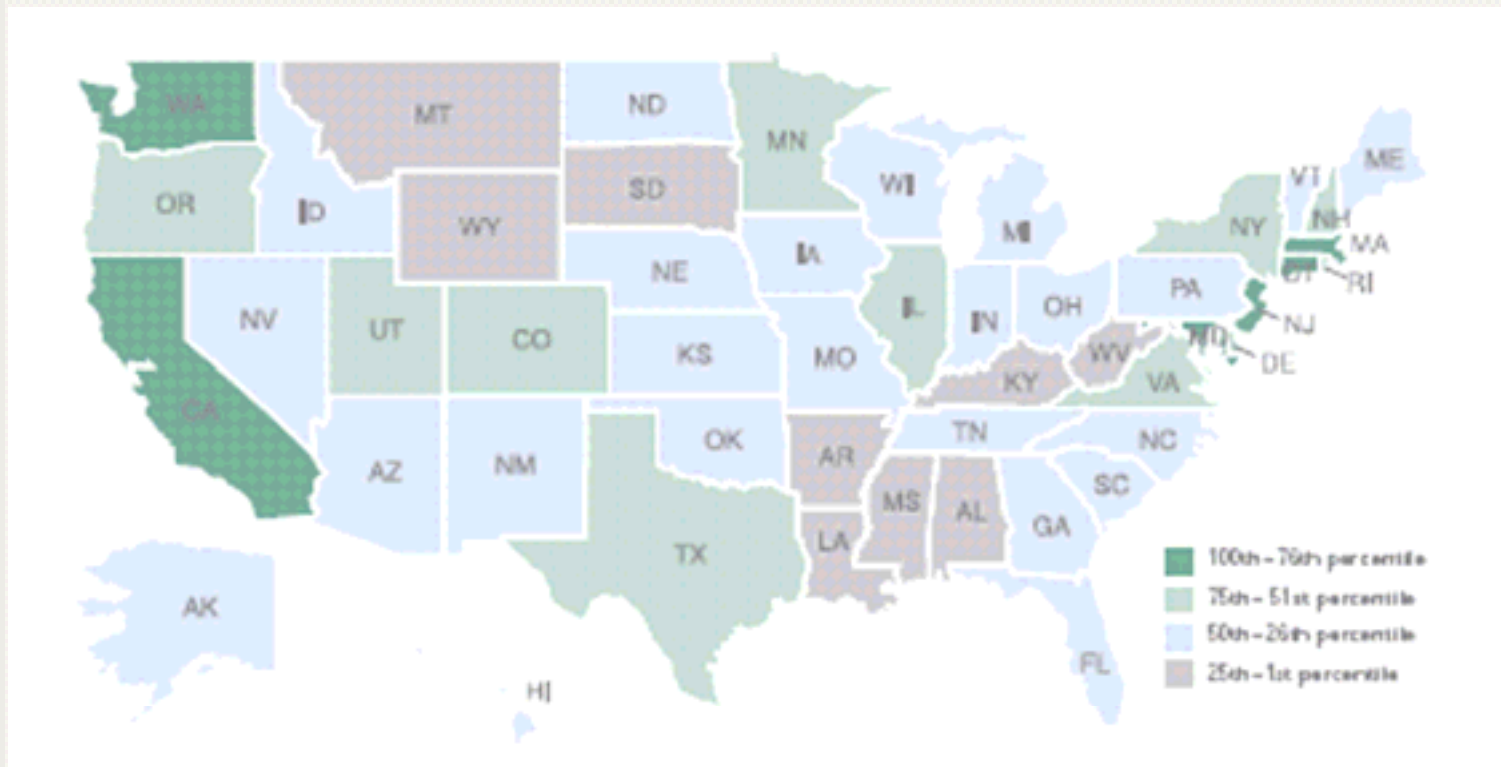 WA
MT
ND
MN
ME
VT
OR
ID
SD
WI
NH
NY
WY
MI
MA
IA
CT
RI
NE
PA
NV
UT
CO
IL
IN
OH
NJ
KS
MO
MD
DE
WV
KY
VA
CA
OK
TN
NC
AZ
NM
AR
MS
AL
SC
GA
LA
TX
AK
FL
HI
100th - 76th percentile
75th - 51st percentile
50th - 26th percentile
25th - 1st percentile